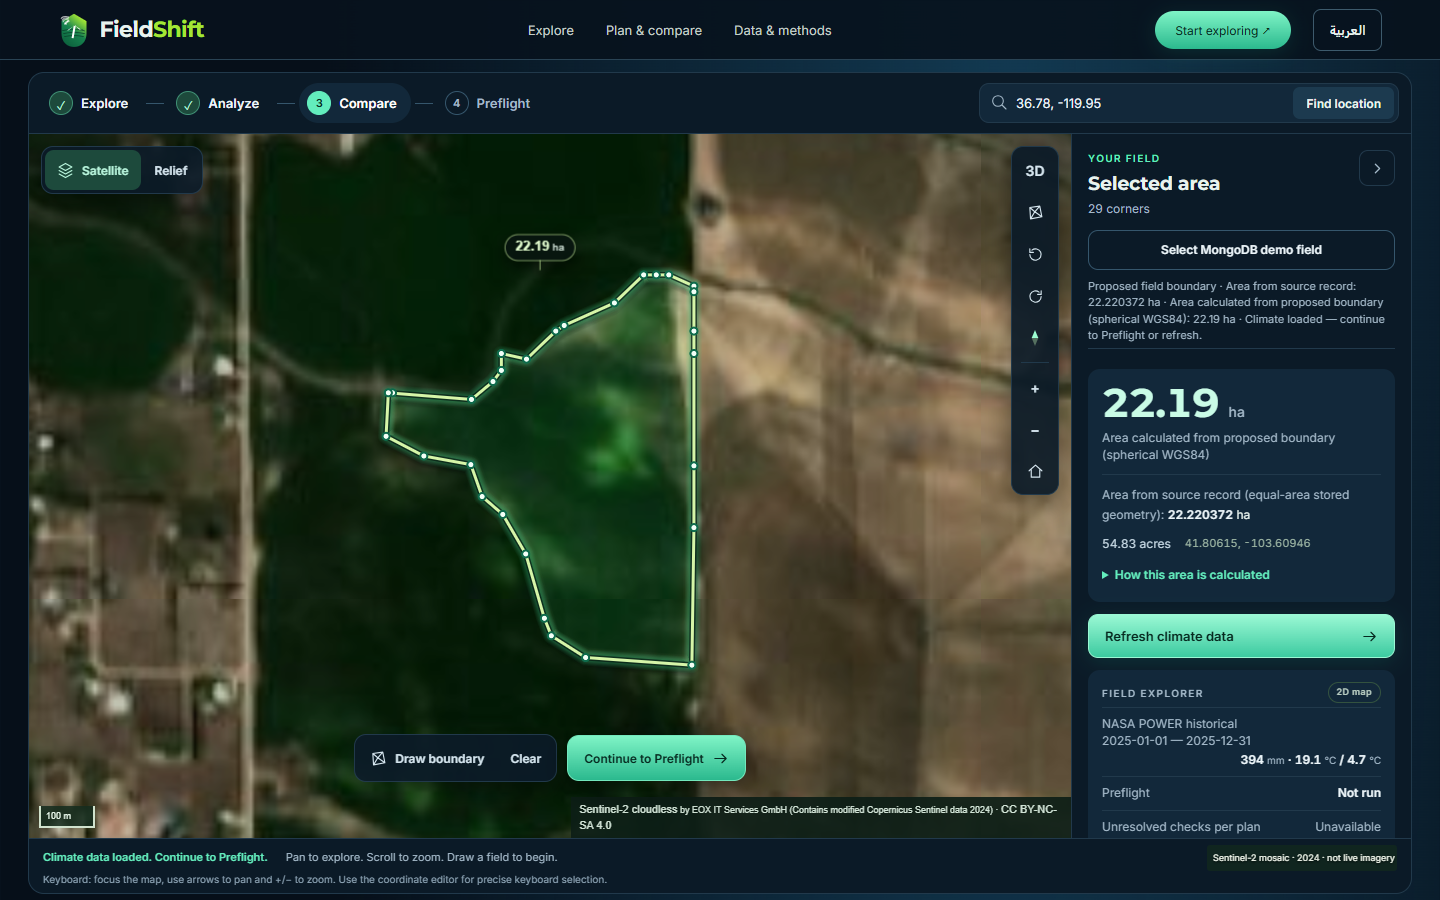 FieldShift
Explore
Plan & compare
Data & methods
Start exploring ↗
العربية
✓ Explore
✓ Analyze
3 Compare
4 Preflight
36.78, -119.95
Find location
Satellite
Relief
3D
22.19 ha
+
−
Draw boundary
Clear
Continue to Preflight →
100 m
Sentinel-2 cloudless by EOX IT Services GmbH (Contains modified Copernicus Sentinel data 2024) · CC BY-NC-
SA 4.0
YOUR FIELD
Selected area
29 corners
Select MongoDB demo field
Proposed field boundary · Area from source record:
22.220372 ha · Area calculated from proposed boundary
(spherical WGS84): 22.19 ha · Climate loaded — continue
to Preflight or refresh.
22.19 ha
Area calculated from proposed boundary
(spherical WGS84)
Area from source record (equal-area stored
geometry): 22.220372 ha
54.83 acres 41.80615, -103.60946
How this area is calculated
Refresh climate data →
FIELD EXPLORER
2D map
NASA POWER historical
2025-01-01 — 2025-12-31
394 mm · 19.1 °C / 4.7 °C
Preflight Not run
Unresolved checks per plan Unavailable
Climate data loaded. Continue to Preflight.
Pan to explore. Scroll to zoom. Draw a field to begin.
Sentinel-2 mosaic · 2024 · not live imagery
Keyboard: focus the map, use arrows to pan and +/− to zoom. Use the coordinate editor for precise keyboard selection.